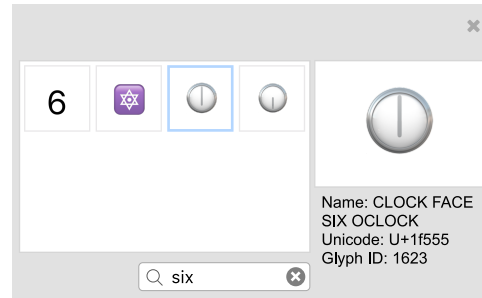 6
Name: CLOCK FACE
SIX OCLOCK
Unicode: U+1f555
Glyph ID: 1623
six